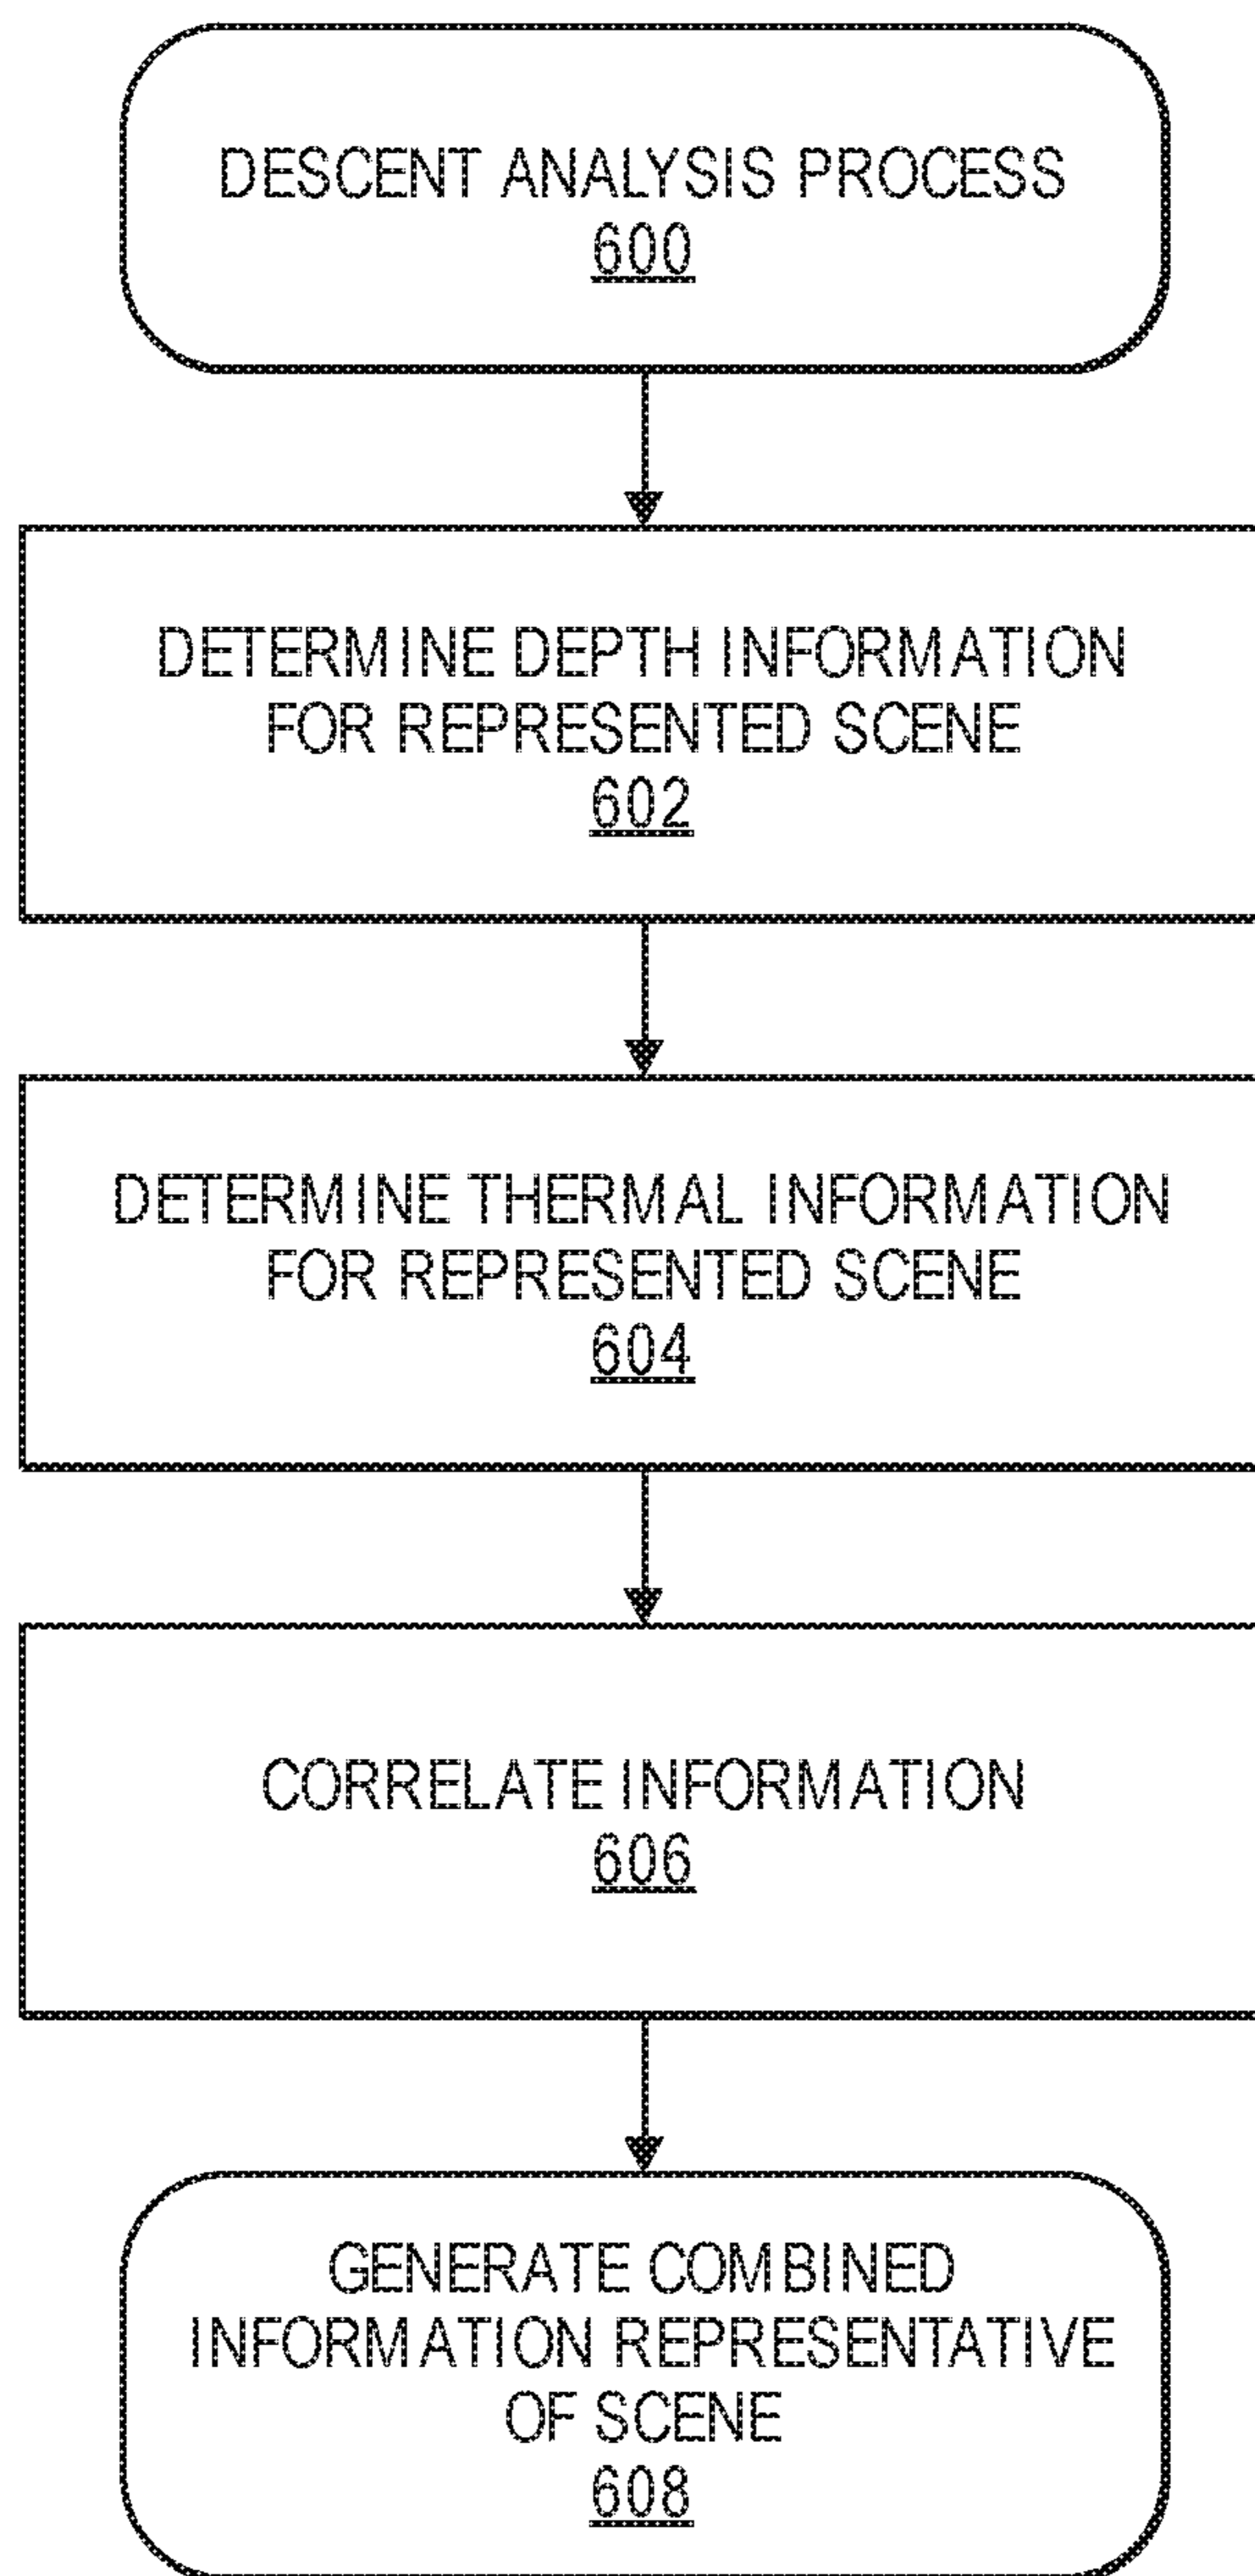 DESCENT ANALYSIS PROCESS
600
DETERMINE DEPTH INFORMATION
FOR REPRESENTED SCENE
602
DETERMINE THERMAL INFORMATION
FOR REPRESENTED SCENE
604
CORRELATE INFORMATION
606
GENERATE COMBINED
INFORMATION REPRESENTATIVE
OF SCENE
608